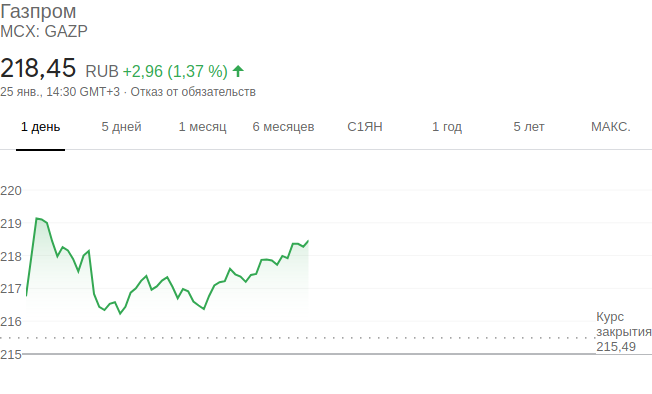 Газпром
MCX: GAZP
218,45 RUB +2,96 (1,37 %)
25 янв., 14:30 GMT+3 · Отказ от обязательств
1 день 5 дней 1 месяц 6 месяцев С1ЯН 1 год 5 лет МАКС.
220
219
218
217
216
215
Курс
закрытия
215,49